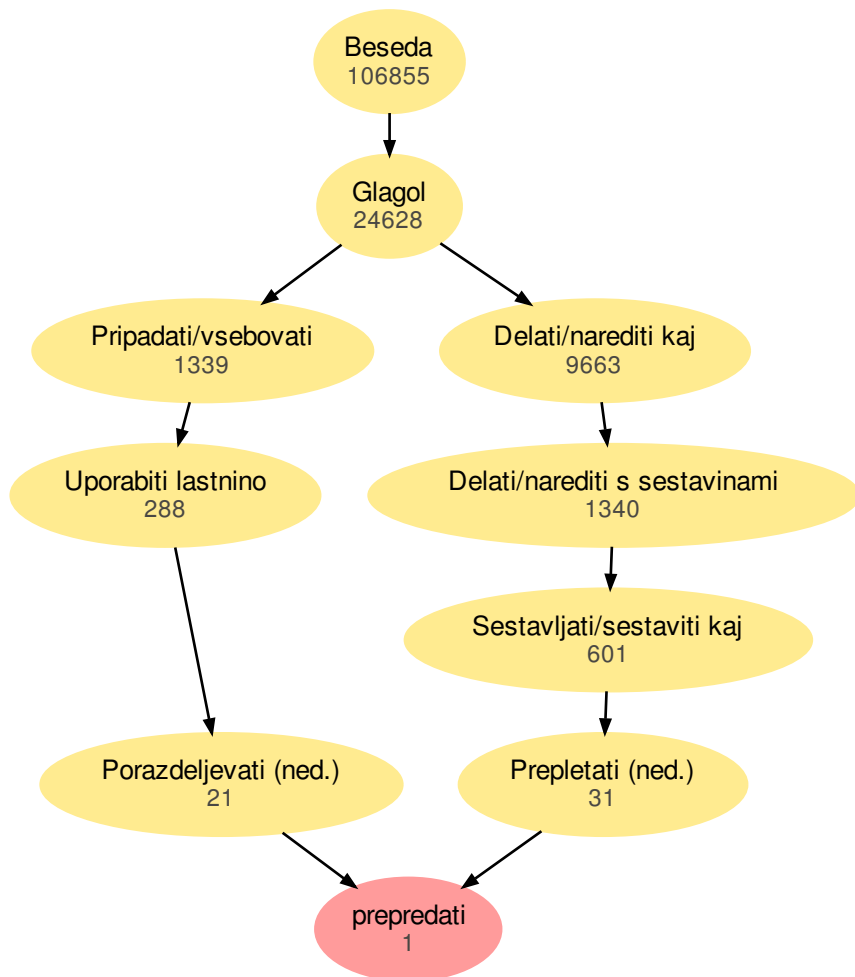 Beseda
106855
Glagol
24628
Pripadati/vsebovati
1339
Delati/narediti kaj
9663
Uporabiti lastnino
288
Delati/narediti s sestavinami
1340
Sestavljati/sestaviti kaj
601
Porazdeljevati (ned.)
21
Prepletati (ned.)
31
prepredati
1